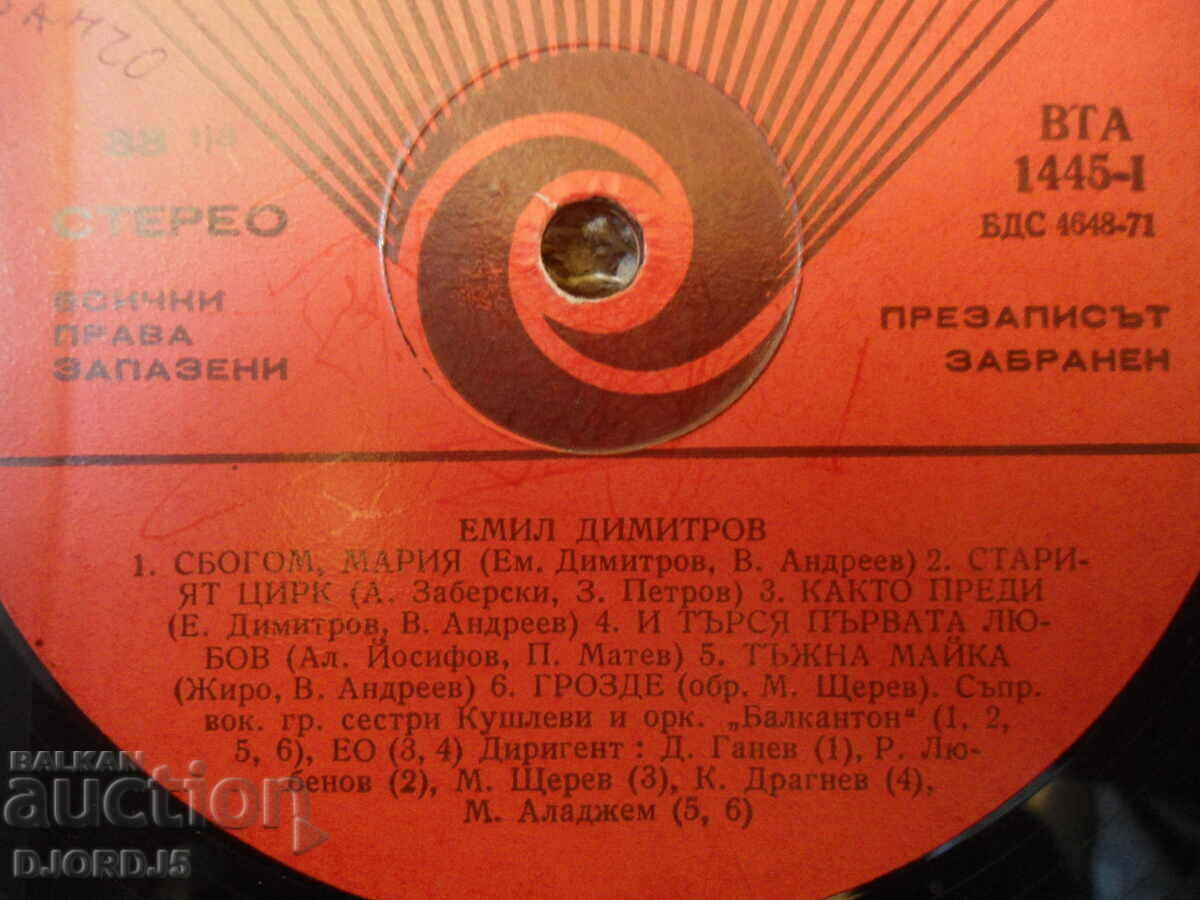 33 1/3
СТЕРЕО
ВСИЧКИ
ПРАВА
ЗАПАЗЕНИ
ВТА
1445-I
БДС 4648-71
ПРЕЗАПИСЪТ
ЗАБРАНЕН
ЕМИЛ ДИМИТРОВ
1. СБОГОМ, МАРИЯ (Ем. Димитров, В. Андреев) 2. СТАРИ-
ЯТ ЦИРК (А. Заберски, З. Петров) 3. КАКТО ПРЕДИ
(Е. Димитров, В. Андреев) 4. И ТЪРСЯ ПЪРВАТА ЛЮ-
БОВ (Ал. Йосифов, П. Матев) 5. ТЪЖНА МАЙКА
(Жиро, В. Андреев) 6. ГРОЗДЕ (обр. М. Щерев). Съпр.
вок. гр. сестри Кушлеви и орк. „Балкантон“ (1, 2,
5, 6), ЕО (3, 4) Диригент : Д. Ганев (1), Р. Лю-
бенов (2), М. Щерев (3), К. Драгнев (4),
М. Аладжем (5, 6)
BALKAN
auction
DJORDJ5